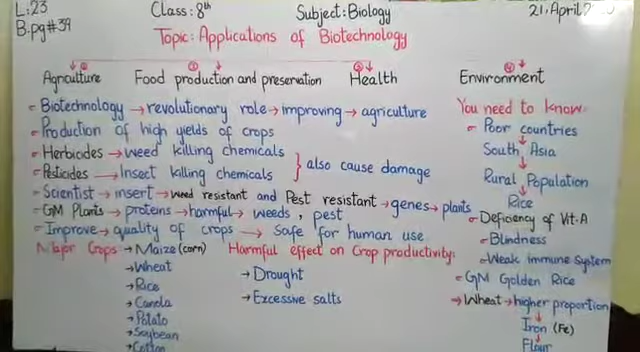 L:23 Class: 8th Subject: Biology 21, April
B.pg#39
Topic: Applications of Biotechnology
Agriculture Food production and preservation Health Environment
Biotechnology → revolutionary role → improving → agriculture
Production of high yields of crops
Herbicides → weed killing chemicals
Pesticides → Insect killing chemicals } also cause damage
Scientist → insert → weed resistant and Pest resistant → genes → plants
GM Plants → proteins → harmful → weeds, pest
Improve → quality of crops → Safe for human use
Major Crops → Maize (corn)
→ Wheat
→ Rice
→ Canola
→ Potato
→ Soybean
→ Cotton
Harmful effect on Crop productivity:
→ Drought
→ Excessive salts
You need to know:
Poor countries
South Asia
Rural Population
Rice
Deficiency of Vit-A
Blindness
Weak immune system
GM Golden Rice
→ Wheat → higher proportion
Iron (Fe)
Flour